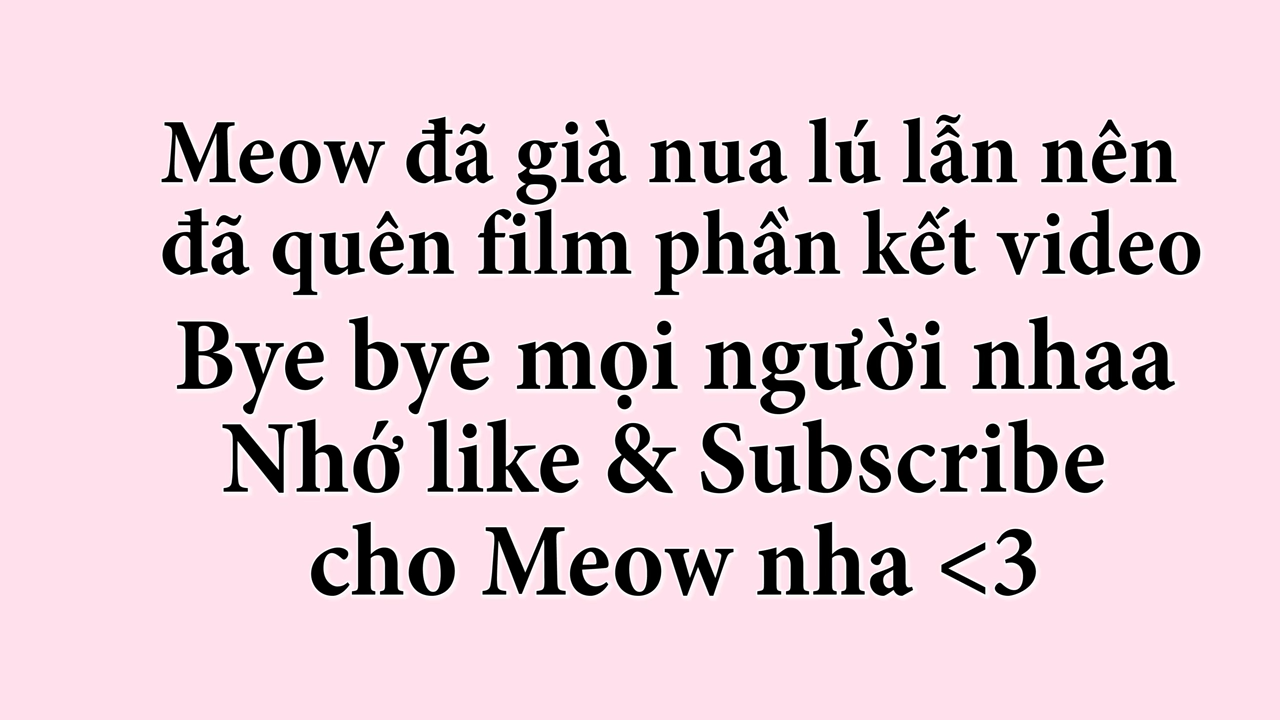 Meow đã già nua lú lẫn nên
đã quên film phần kết video
Bye bye mọi người nhaa
Nhớ like & Subscribe
cho Meow nha <3